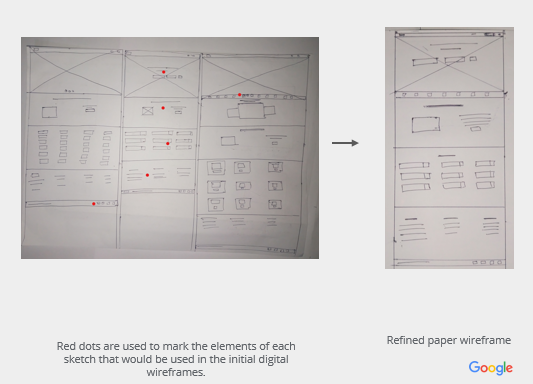 Red dots are used to mark the elements of each
sketch that would be used in the initial digital
wireframes.
Refined paper wireframe
Google